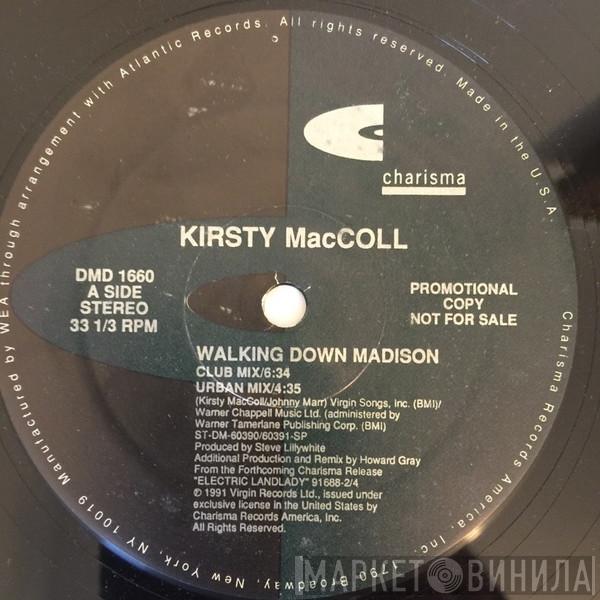 Manufactured by WEA through arrangement with Atlantic Records. All rights reserved. Made in the U.S.A.
charisma
KIRSTY MacCOLL
DMD 1660
A SIDE
STEREO
33 1/3 RPM
PROMOTIONAL
COPY
NOT FOR SALE
WALKING DOWN MADISON
CLUB MIX/6:34
URBAN MIX/4:35
(Kirsty MacColl/Johnny Marr) Virgin Songs, Inc. (BMI)/
Warner Chappell Music Ltd. (administered by
Warner Tamerlane Publishing Corp. (BMI)
ST-DM-60390/60391-SP
Produced by Steve Lillywhite
Additional Production and Remix by Howard Gray
From the Forthcoming Charisma Release
"ELECTRIC LANDLADY" 91688-2/4
© 1991 Virgin Records Ltd., issued under
exclusive license in the United States by
Charisma Records America, Inc.
All Rights Reserved.
Charisma Records America, Inc.
1790 Broadway, New York, NY 10019
МАРКЕТ ВИНИЛА